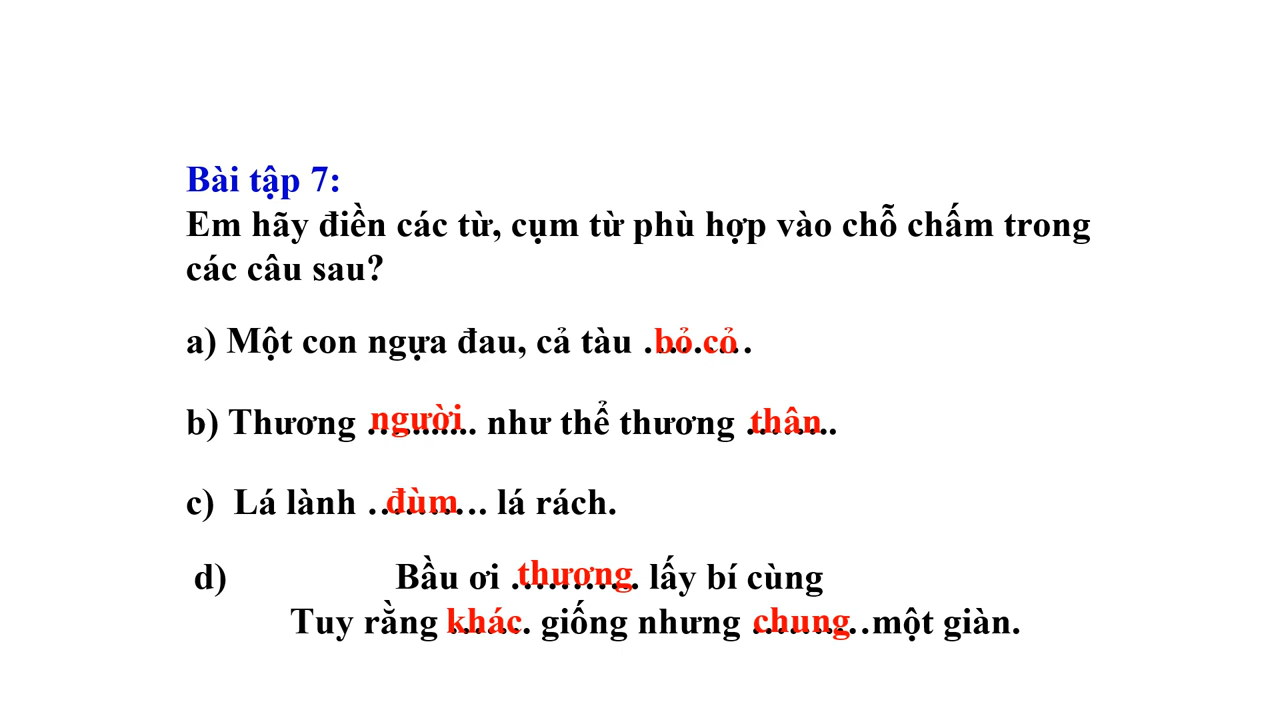 Bài tập 7:
Em hãy điền các từ, cụm từ phù hợp vào chỗ chấm trong
các câu sau?
a) Một con ngựa đau, cả tàu bỏ cỏ
b) Thương người như thể thương thân
c) Lá lành đùm lá rách.
d) Bầu ơi thương lấy bí cùng
Tuy rằng khác giống nhưng chung một giàn.